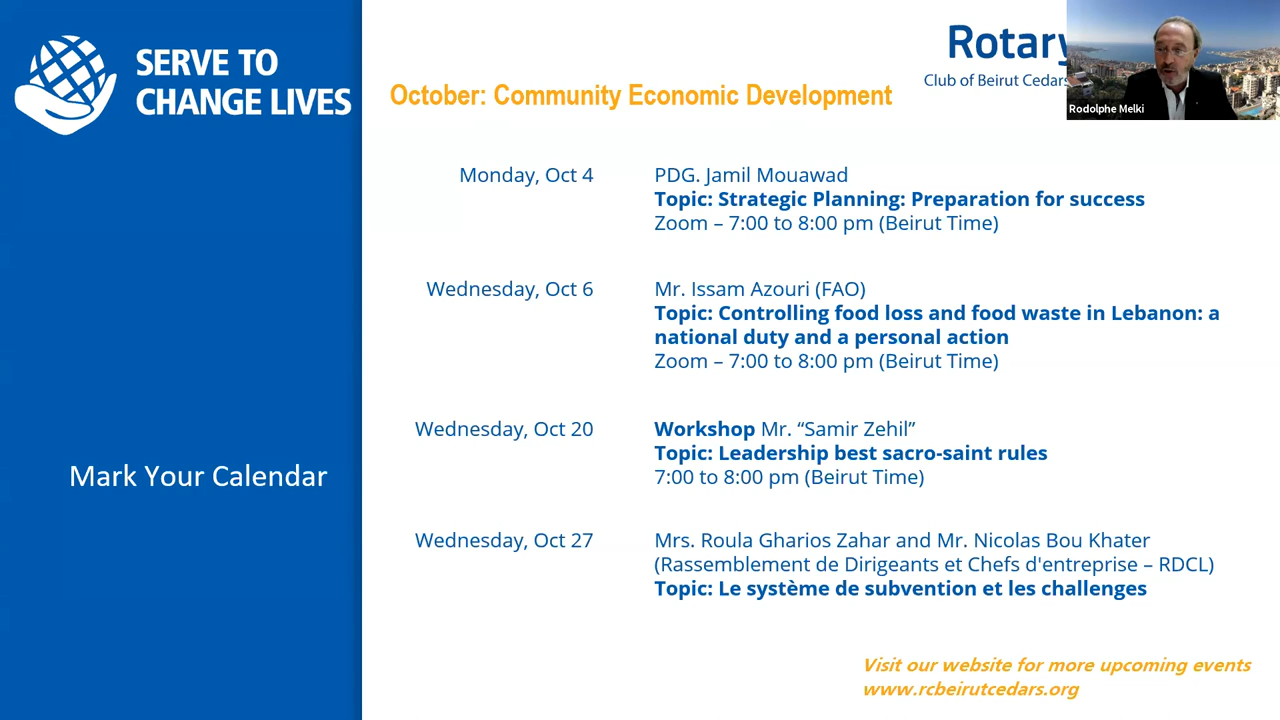 SERVE TO
CHANGE LIVES
Rotary
Club of Beirut Cedars
October: Community Economic Development
Rodolphe Melki
Monday, Oct 4
PDG. Jamil Mouawad
Topic: Strategic Planning: Preparation for success
Zoom – 7:00 to 8:00 pm (Beirut Time)
Wednesday, Oct 6
Mr. Issam Azouri (FAO)
Topic: Controlling food loss and food waste in Lebanon: a
national duty and a personal action
Zoom – 7:00 to 8:00 pm (Beirut Time)
Wednesday, Oct 20
Workshop Mr. “Samir Zehil”
Topic: Leadership best sacro-saint rules
7:00 to 8:00 pm (Beirut Time)
Mark Your Calendar
Wednesday, Oct 27
Mrs. Roula Gharios Zahar and Mr. Nicolas Bou Khater
(Rassemblement de Dirigeants et Chefs d'entreprise – RDCL)
Topic: Le système de subvention et les challenges
Visit our website for more upcoming events
www.rcbeirutcedars.org